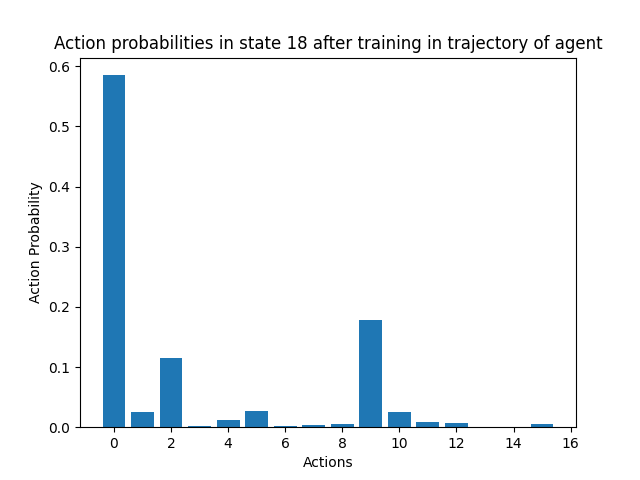 Action probabilities in state 18 after training in trajectory of agent
0.6
0.5
0.4
0.3
0.2
0.1
0.0
Action Probability
0 2 4 6 8 10 12 14 16
Actions